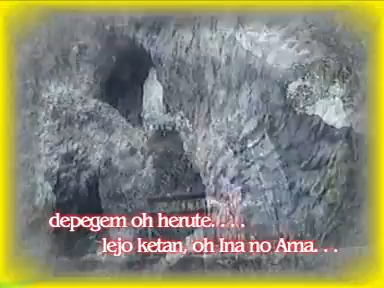 depegem oh herute.....
lejo ketan, oh Ina no Ama...